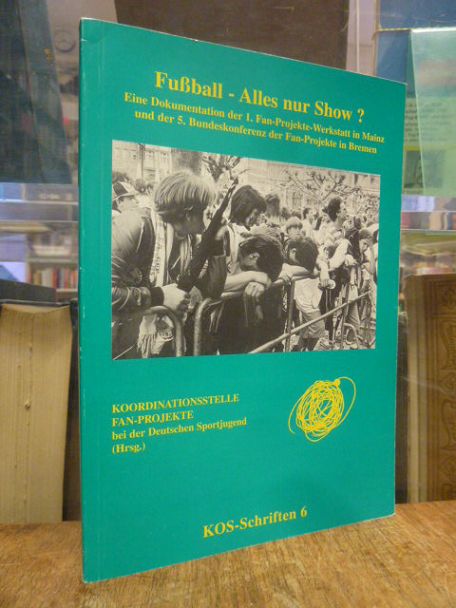 Fußball - Alles nur Show ?
Eine Dokumentation der 1. Fan-Projekte-Werkstatt in Mainz
und der 5. Bundeskonferenz der Fan-Projekte in Bremen
KOORDINATIONSSTELLE
FAN-PROJEKTE
bei der Deutschen Sportjugend
(Hrsg.)
KOS-Schriften 6